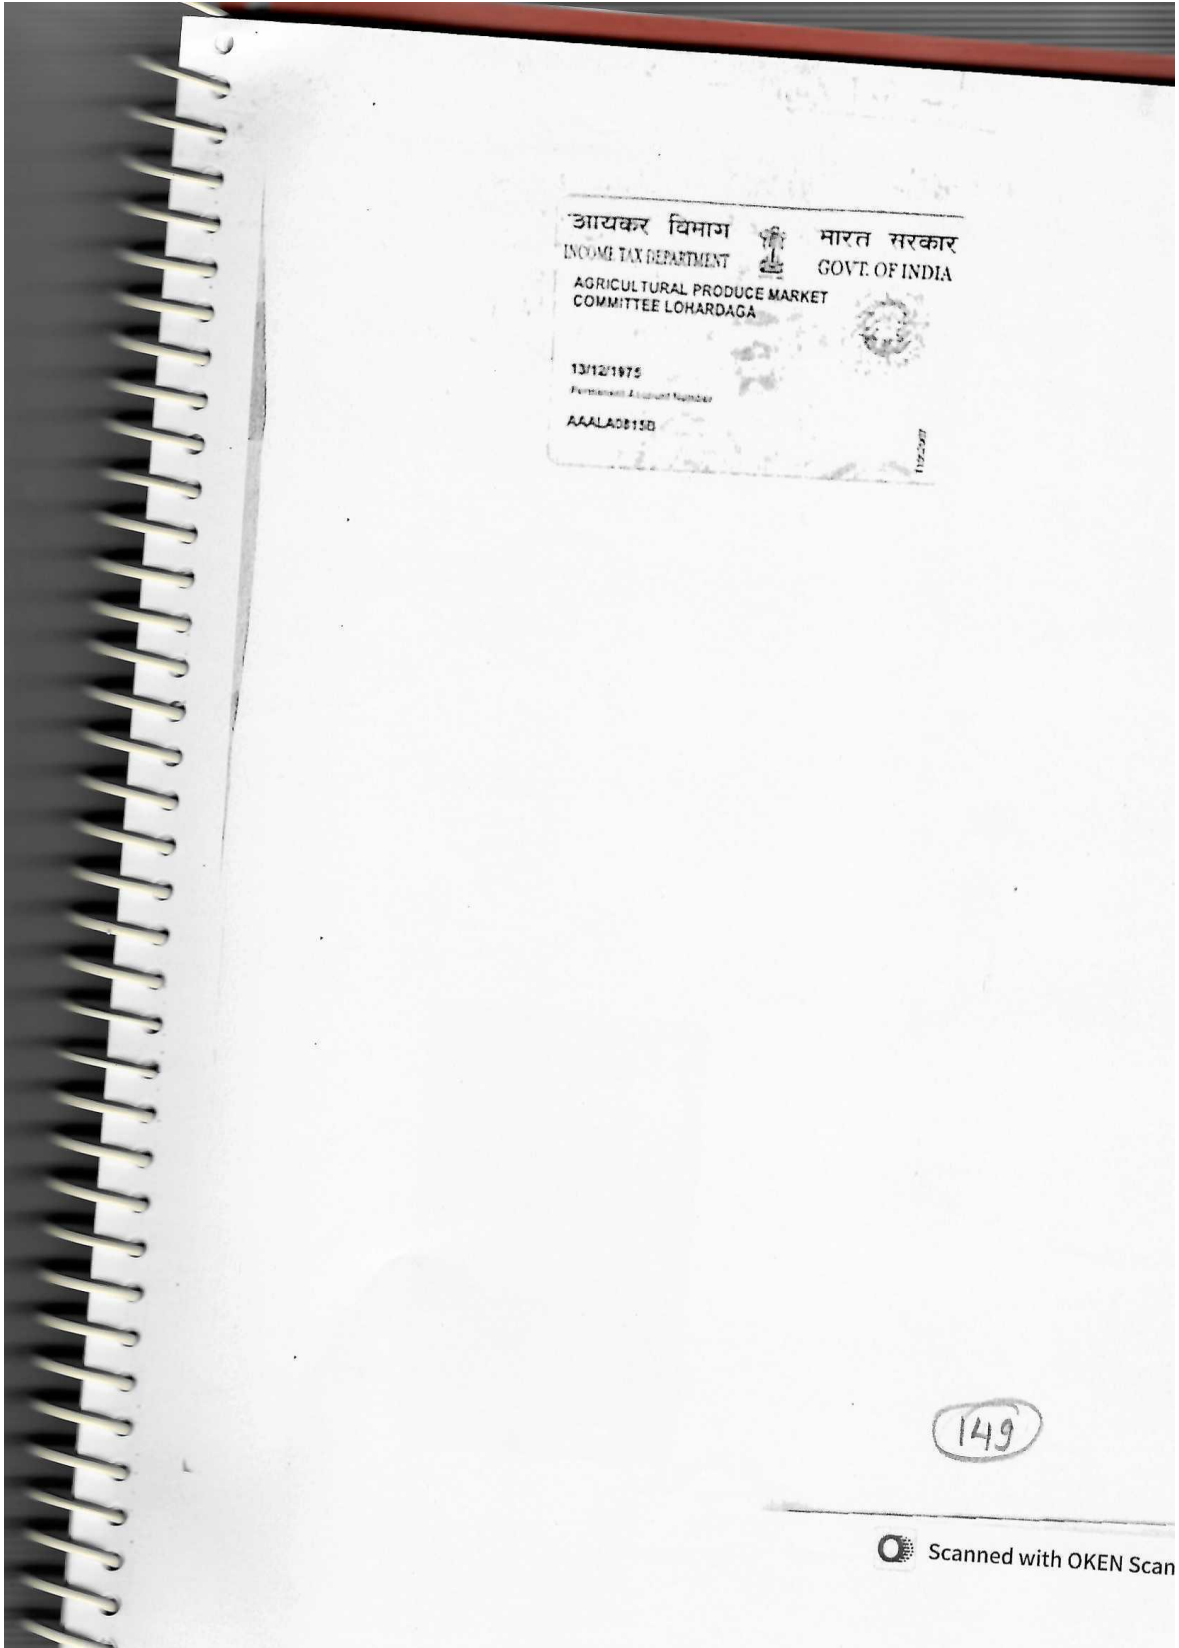 आयकर विभाग
भारत सरकार
INCOME TAX DEPARTMENT
GOVT. OF INDIA
AGRICULTURAL PRODUCE MARKET
COMMITTEE LOHARDAGA
13/12/1975
Permanent Account Number
AAALA0815B
149
Scanned with OKEN Scan